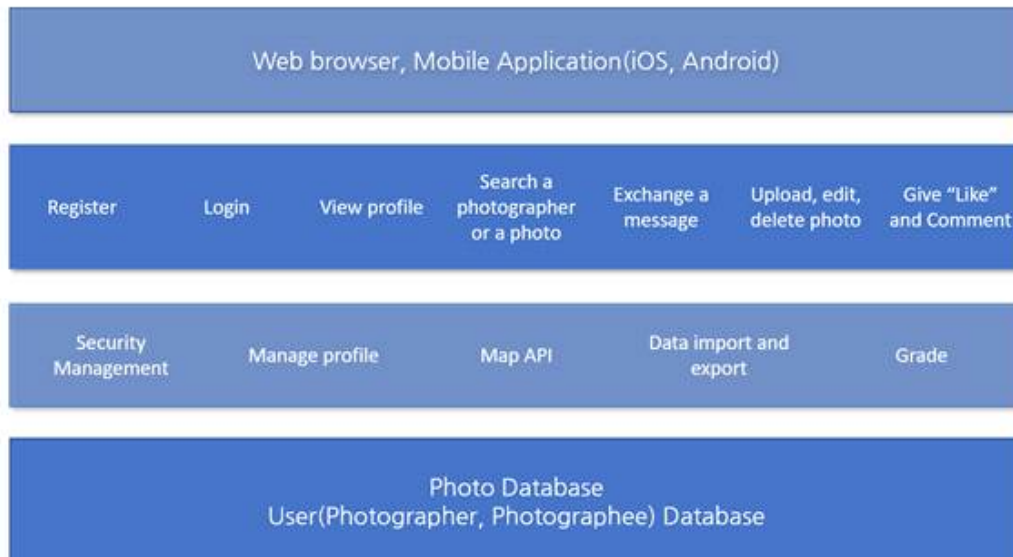 Web browser, Mobile Application(iOS, Android)
Register
Login
View profile
Search a
photographer
or a photo
Exchange a
message
Upload, edit,
delete photo
Give “Like”
and Comment
Security
Management
Manage profile
Map API
Data import and
export
Grade
Photo Database
User(Photographer, Photographee) Database